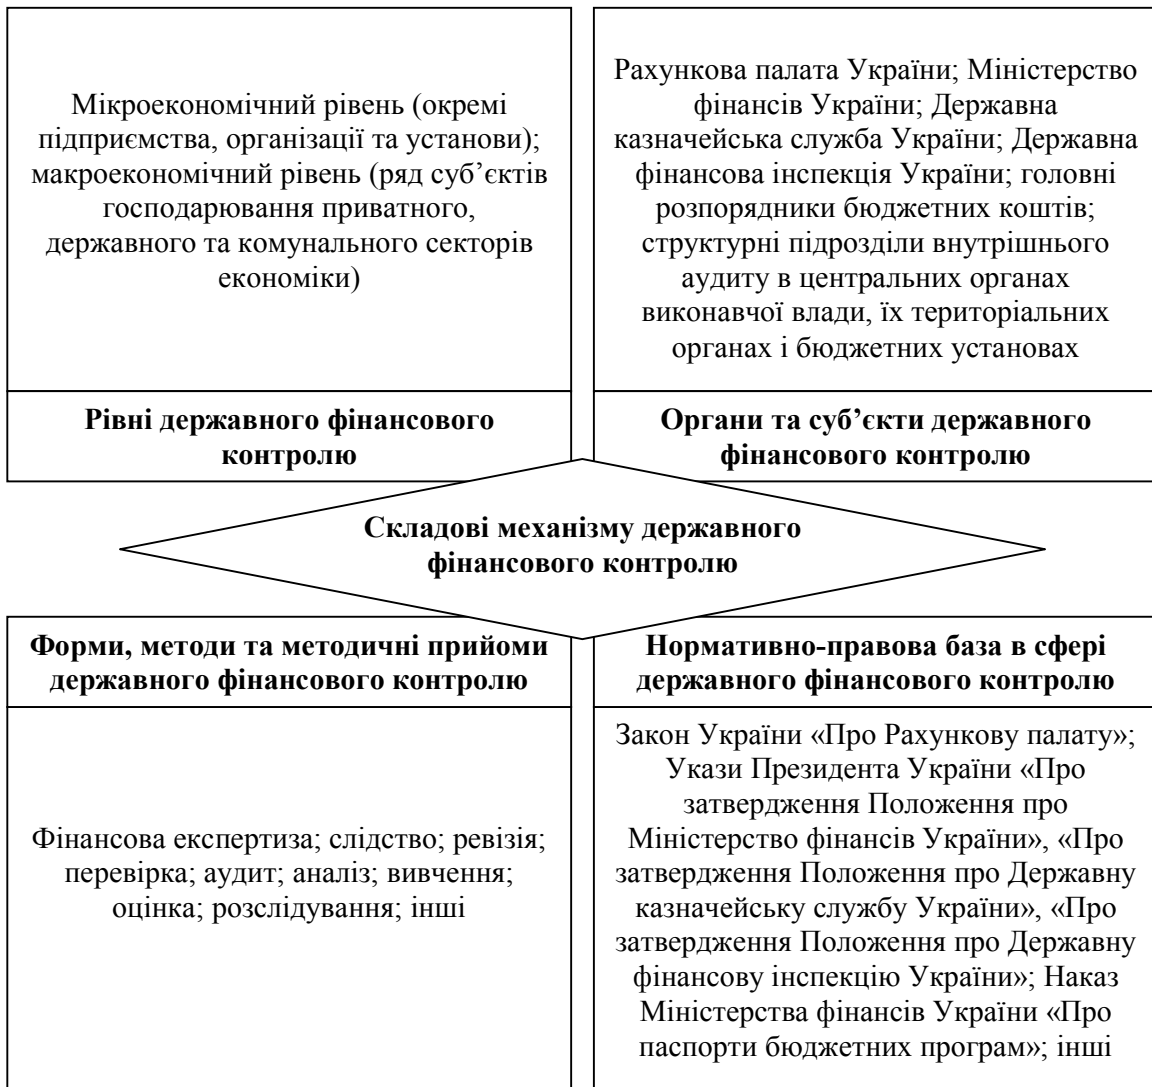 Мікроекономічний рівень (окремі
підприємства, організації та установи);
макроекономічний рівень (ряд суб’єктів
господарювання приватного,
державного та комунального секторів
економіки)
Рівні державного фінансового
контролю
Рахункова палата України; Міністерство
фінансів України; Державна
казначейська служба України; Державна
фінансова інспекція України; головні
розпорядники бюджетних коштів;
структурні підрозділи внутрішнього
аудиту в центральних органах
виконавчої влади, їх територіальних
органах і бюджетних установах
Органи та суб’єкти державного
фінансового контролю
Складові механізму державного
фінансового контролю
Форми, методи та методичні прийоми
державного фінансового контролю
Фінансова експертиза; слідство; ревізія;
перевірка; аудит; аналіз; вивчення;
оцінка; розслідування; інші
Нормативно-правова база в сфері
державного фінансового контролю
Закон України «Про Рахункову палату»;
Укази Президента України «Про
затвердження Положення про
Міністерство фінансів України», «Про
затвердження Положення про Державну
казначейську службу України», «Про
затвердження Положення про Державну
фінансову інспекцію України»; Наказ
Міністерства фінансів України «Про
паспорти бюджетних програм»; інші